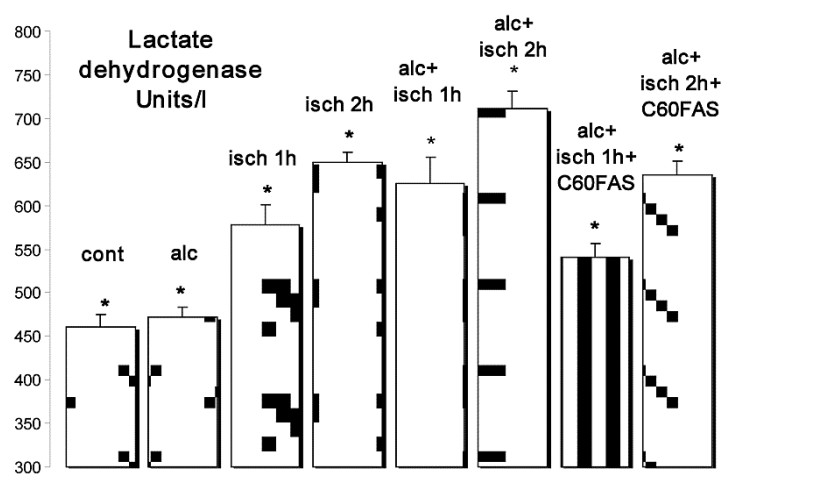 Lactate
dehydrogenase
Units/l
800
750
700
650
600
550
500
450
400
350
300
cont
*
alc
*
isch 1h
*
isch 2h
*
alc+
isch 1h
*
alc+
isch 2h
*
alc+
isch 1h+
C60FAS
*
alc+
isch 2h+
C60FAS
*